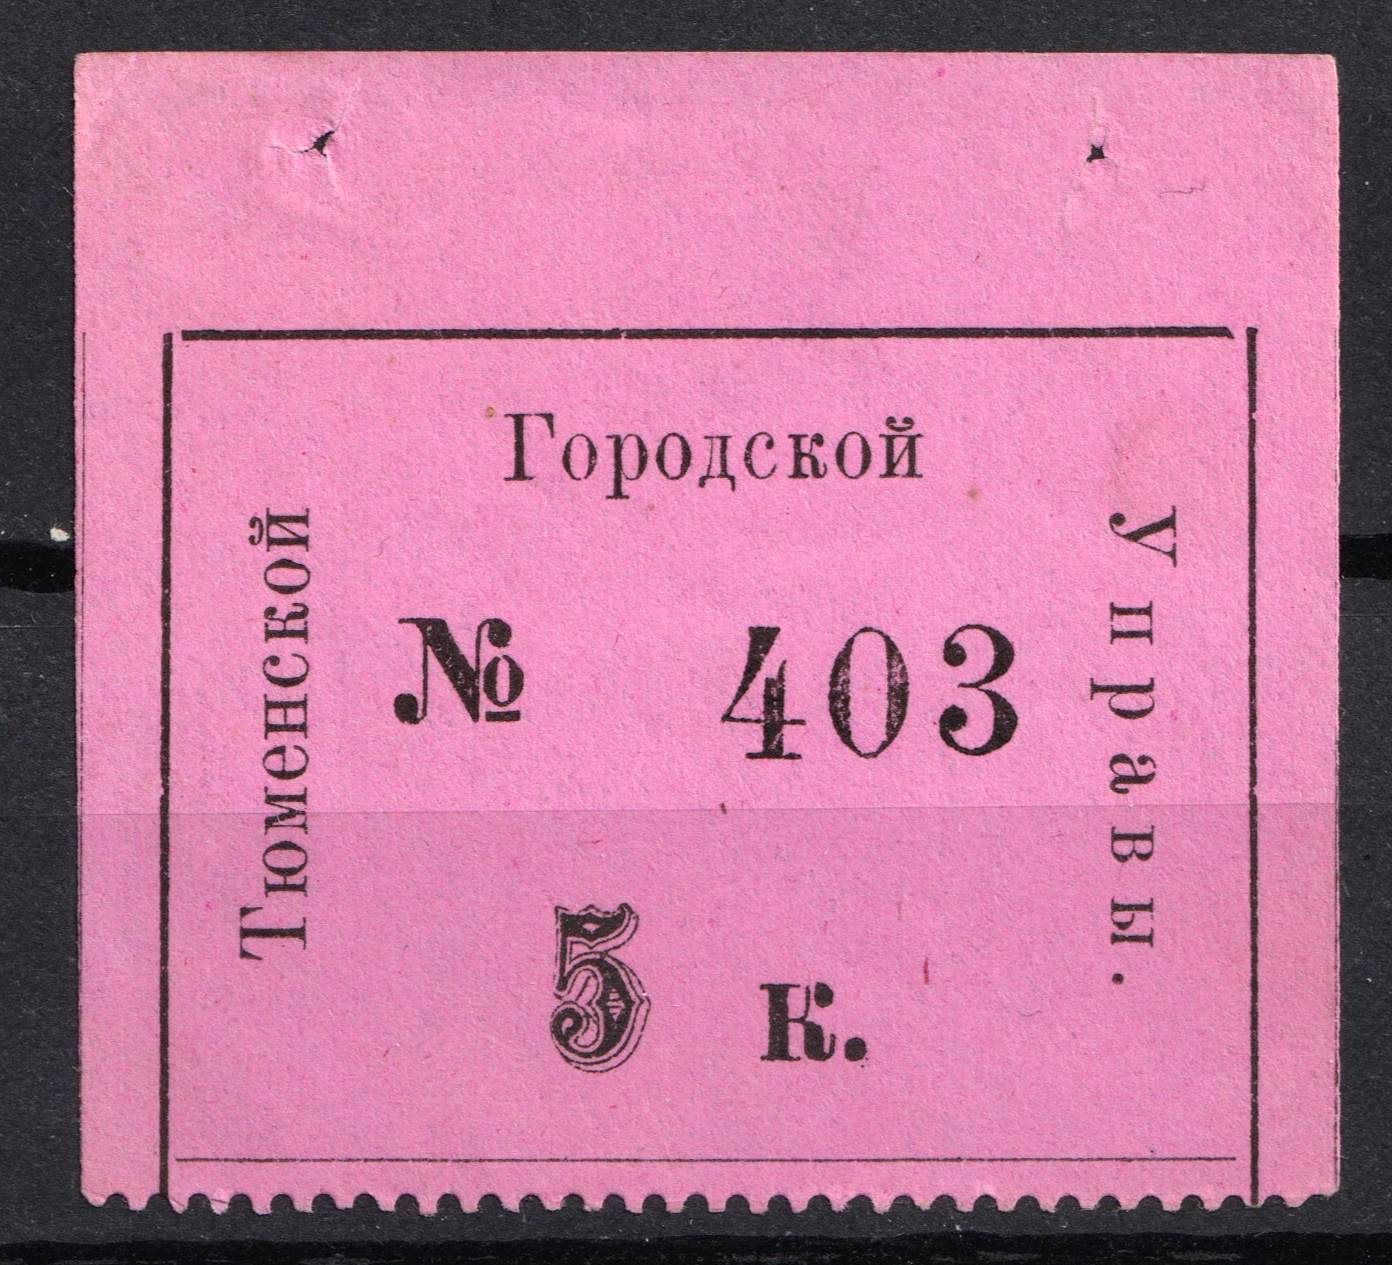 Тюменской
Городской
Управы.
№ 403
5 к.